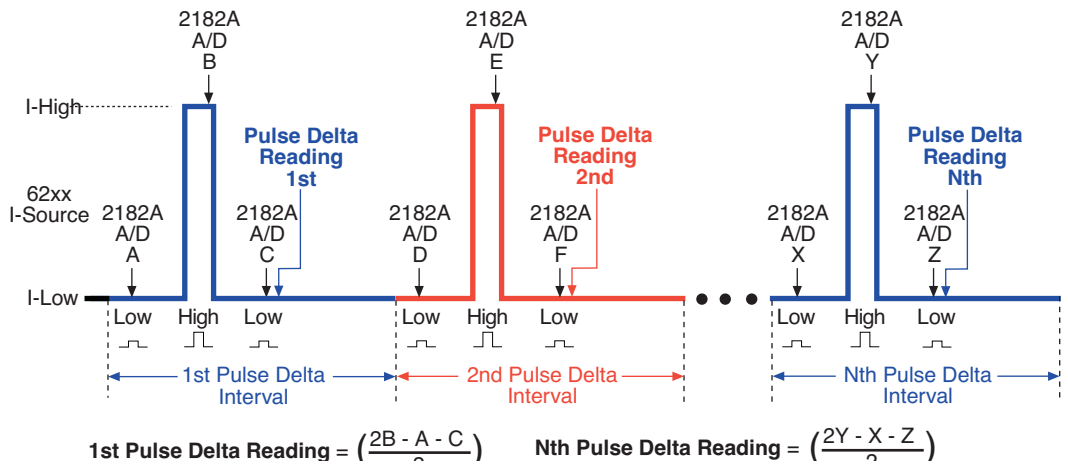 2182A
A/D
B
2182A
A/D
E
2182A
A/D
Y
I-High
Pulse Delta
Reading
1st
Pulse Delta
Reading
2nd
Pulse Delta
Reading
Nth
62xx
I-Source
2182A
A/D
A
2182A
A/D
C
2182A
A/D
D
2182A
A/D
F
2182A
A/D
X
2182A
A/D
Z
I-Low
Low High Low
Low High Low
Low High Low
1st Pulse Delta
Interval
2nd Pulse Delta
Interval
Nth Pulse Delta
Interval
1st Pulse Delta Reading = (2B - A - C)
Nth Pulse Delta Reading = (2Y - X - Z)